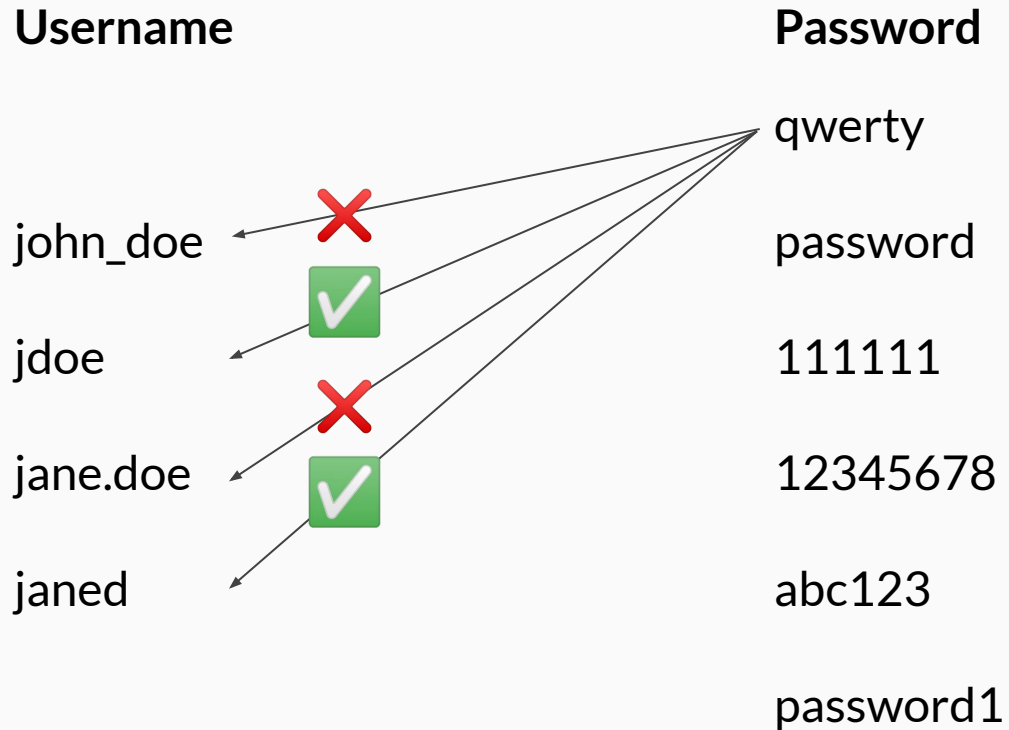 Username
Password
qwerty
john_doe
password
jdoe
111111
jane.doe
12345678
janed
abc123
password1